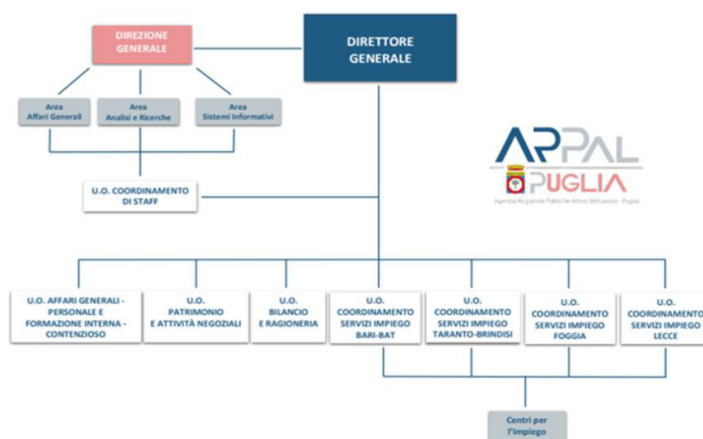 DIREZIONE
GENERALE
DIRETTORE
GENERALE
Area
Affari Generali
Area
Analisi e Ricerche
Area
Sistemi Informativi
U.O. COORDINAMENTO
DI STAFF
ARPAL
PUGLIA
Agenzia Regionale Politiche Attive del Lavoro - Puglia
U.O. AFFARI GENERALI -
PERSONALE E
FORMAZIONE INTERNA -
CONTENZIOSO
U.O.
PATRIMONIO
E ATTIVITÀ NEGOZIALI
U.O.
BILANCIO
E RAGIONERIA
U.O.
COORDINAMENTO
SERVIZI IMPIEGO
BARI-BAT
U.O.
COORDINAMENTO
SERVIZI IMPIEGO
TARANTO-BRINDISI
U.O.
COORDINAMENTO
SERVIZI IMPIEGO
FOGGIA
U.O.
COORDINAMENTO
SERVIZI IMPIEGO
LECCE
Centri per
l'Impiego